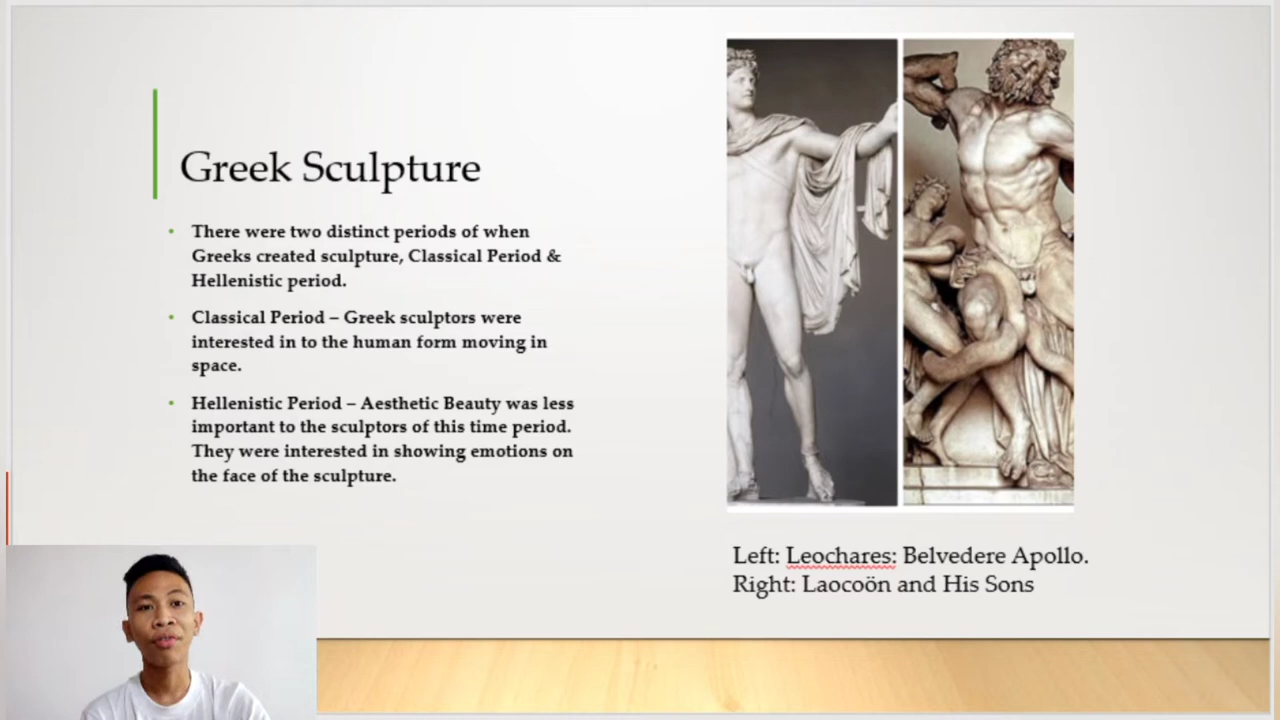 Greek Sculpture
There were two distinct periods of when
Greeks created sculpture, Classical Period &
Hellenistic period.
Classical Period – Greek sculptors were
interested in to the human form moving in
space.
Hellenistic Period – Aesthetic Beauty was less
important to the sculptors of this time period.
They were interested in showing emotions on
the face of the sculpture.
Left: Leochares: Belvedere Apollo.
Right: Laocoön and His Sons